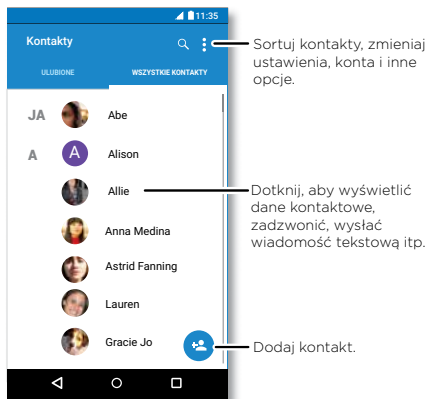 11:35
Kontakty
ULUBIONE WSZYSTKIE KONTAKTY
JA Abe
A A Alison
Allie
Anna Medina
Astrid Fanning
Lauren
Gracie Jo
Sortuj kontakty, zmieniaj
ustawienia, konta i inne
opcje.
Dotknij, aby wyświetlić
dane kontaktowe,
zadzwonić, wysłać
wiadomość tekstową itp.
Dodaj kontakt.